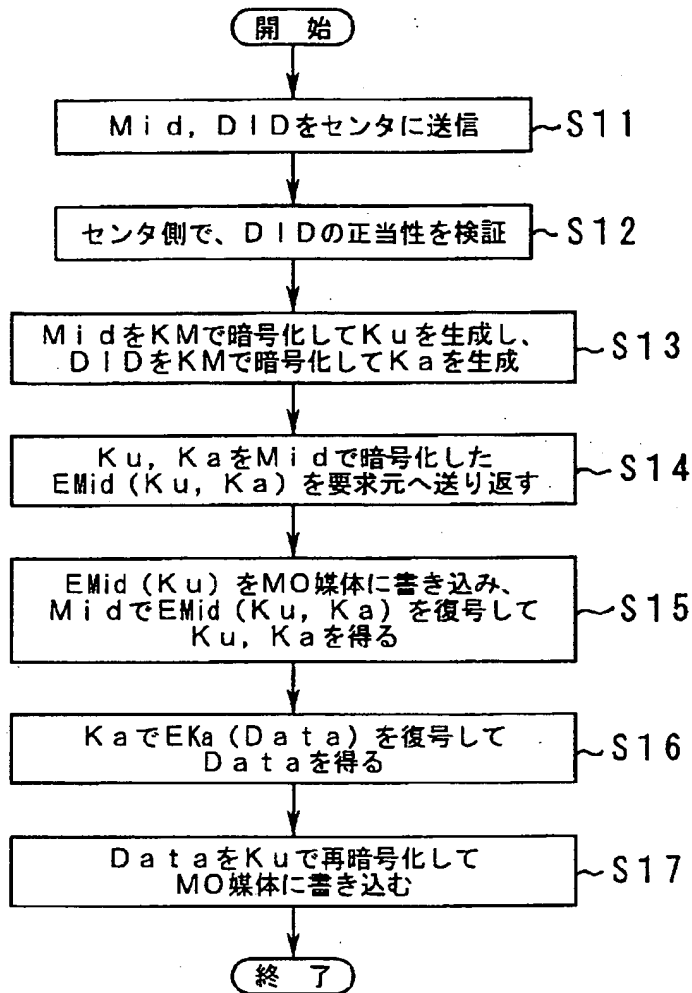 開 始
Mid, DIDをセンタに送信
S11
センタ側で、DIDの正当性を検証
S12
MidをKMで暗号化してKuを生成し、
DIDをKMで暗号化してKaを生成
S13
Ku, KaをMidで暗号化した
EMid (Ku, Ka) を要求元へ送り返す
S14
EMid (Ku) をMO媒体に書き込み、
MidでEMid (Ku, Ka) を復号して
Ku, Kaを得る
S15
KaでEKa (Data) を復号して
Dataを得る
S16
DataをKuで再暗号化して
MO媒体に書き込む
S17
終 了